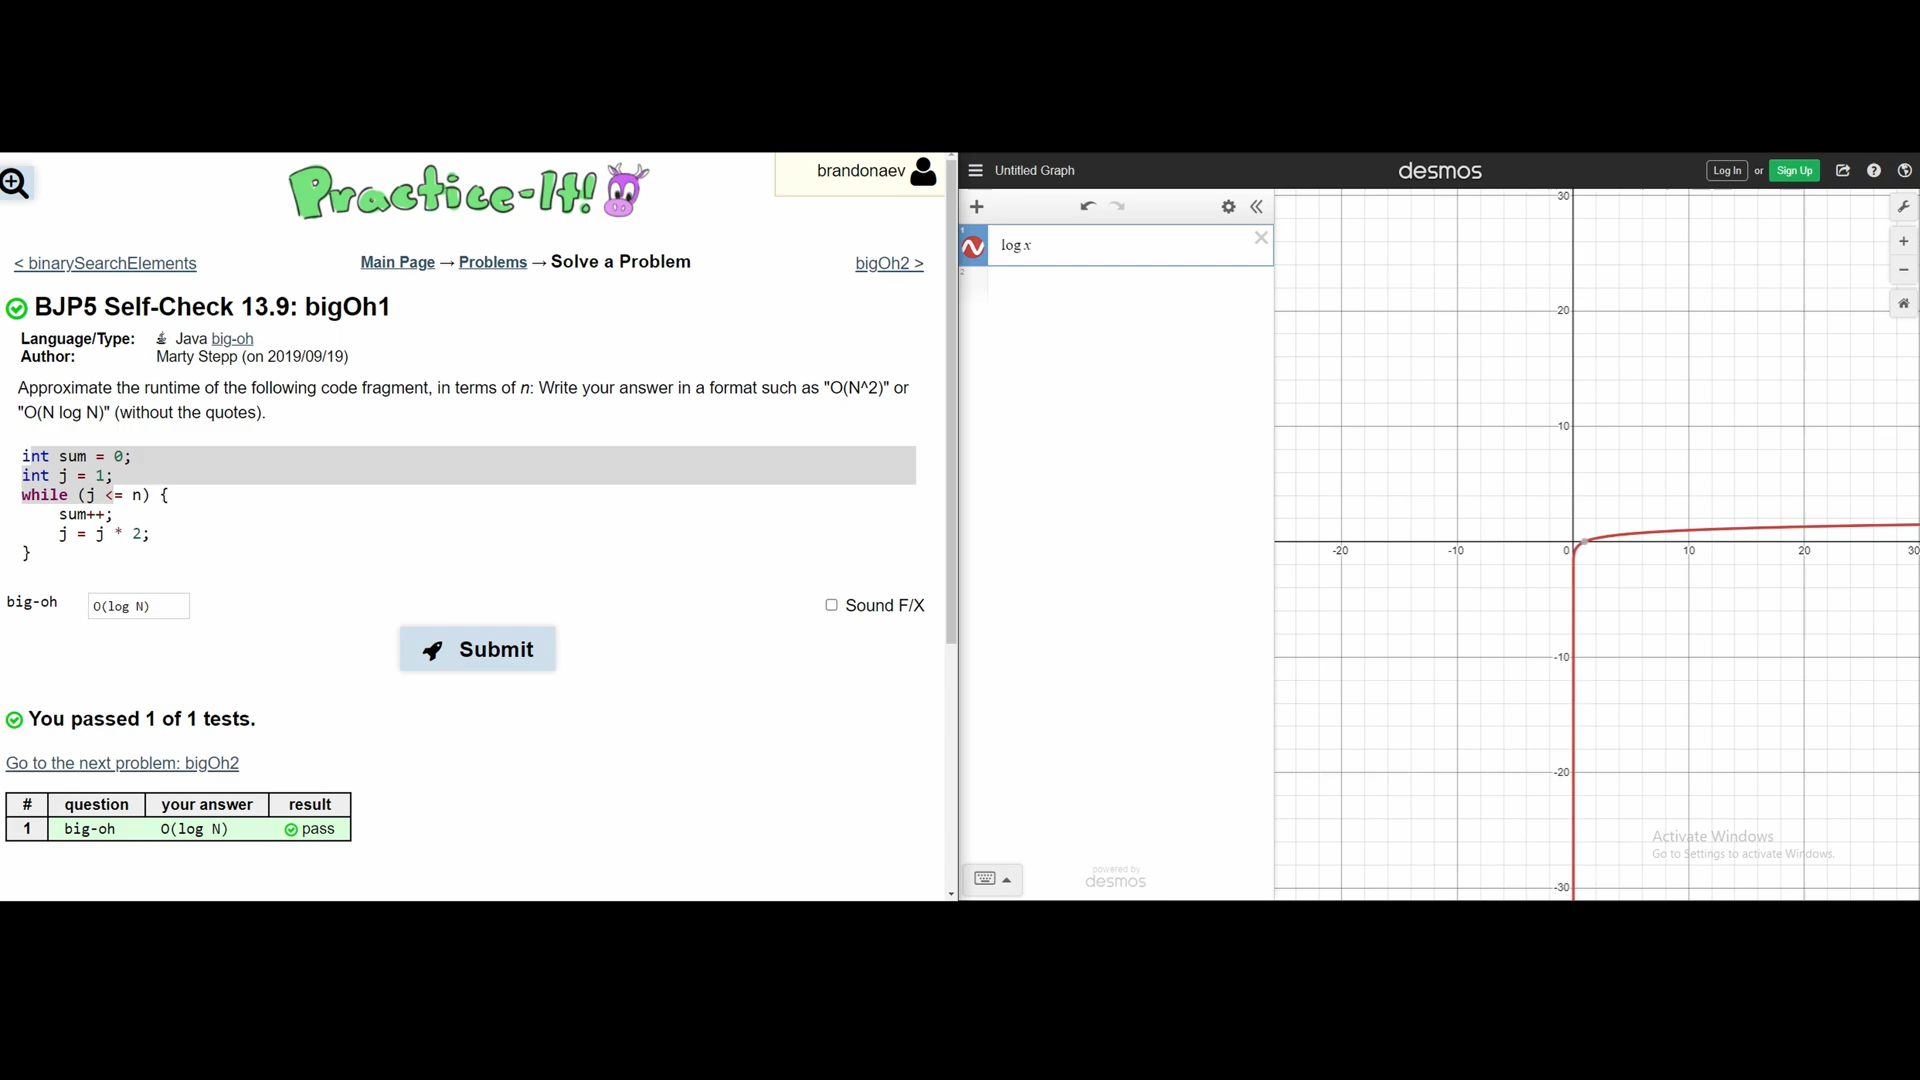 Practice-It!
brandonaev
< binarySearchElements
Main Page → Problems → Solve a Problem
bigOh2 >
BJP5 Self-Check 13.9: bigOh1
Language/Type: Java big-oh
Author: Marty Stepp (on 2019/09/19)
Approximate the runtime of the following code fragment, in terms of n: Write your answer in a format such as "O(N^2)" or
"O(N log N)" (without the quotes).
int sum = 0;
int j = 1;
while (j <= n) {
    sum++;
    j = j * 2;
}
big-oh O(log N)
Sound F/X
Submit
You passed 1 of 1 tests.
Go to the next problem: bigOh2
# question your answer result
1 big-oh O(log N) pass
Untitled Graph
desmos
Log In or Sign Up
1
log x
2
powered by
desmos
30
20
10
-20 -10 0 10 20 30
-10
-20
-30
Activate Windows
Go to Settings to activate Windows.